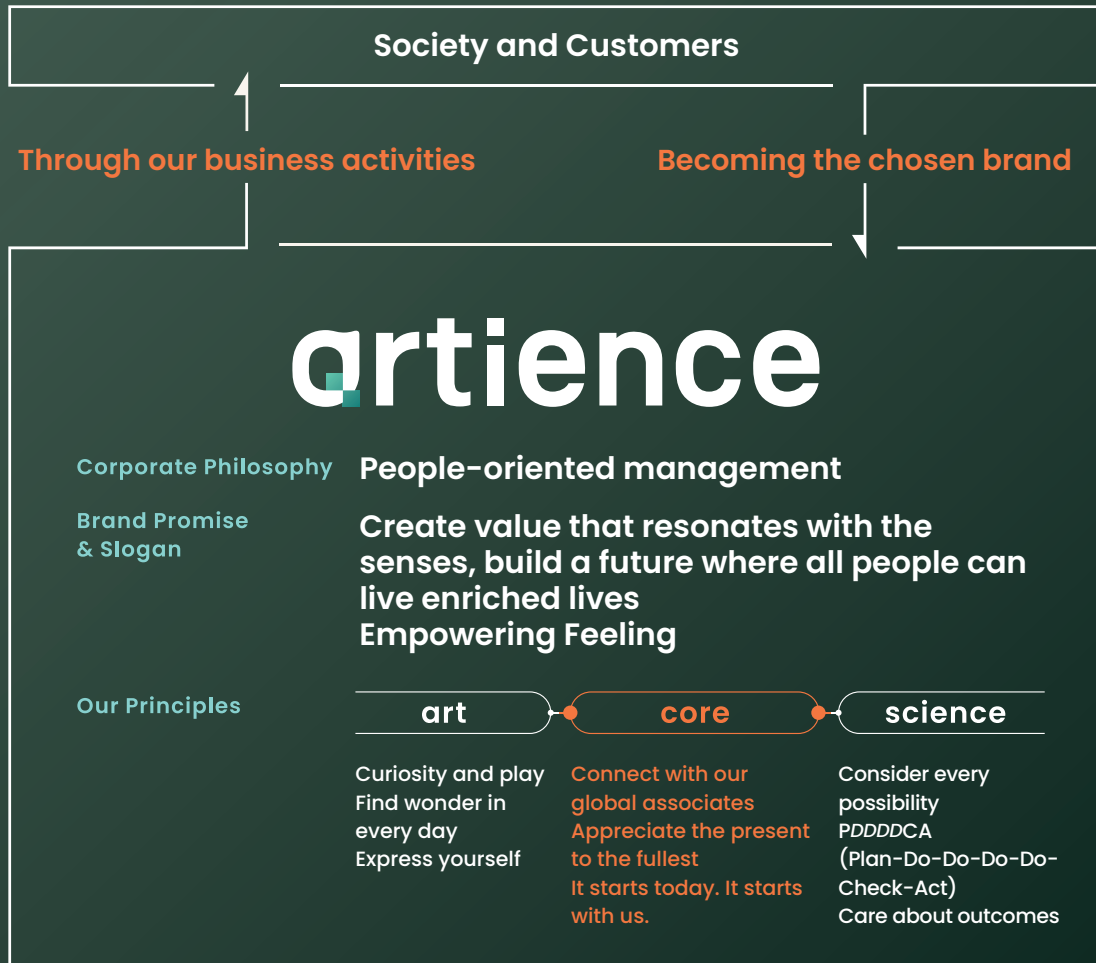 Society and Customers
Through our business activities
Becoming the chosen brand
artience
Corporate Philosophy
People-oriented management
Brand Promise
& Slogan
Create value that resonates with the
senses, build a future where all people can
live enriched lives
Empowering Feeling
Our Principles
art
core
science
Curiosity and play
Find wonder in
every day
Express yourself
Connect with our
global associates
Appreciate the present
to the fullest
It starts today. It starts
with us.
Consider every
possibility
PDDDDCA
(Plan-Do-Do-Do-Do-
Check-Act)
Care about outcomes